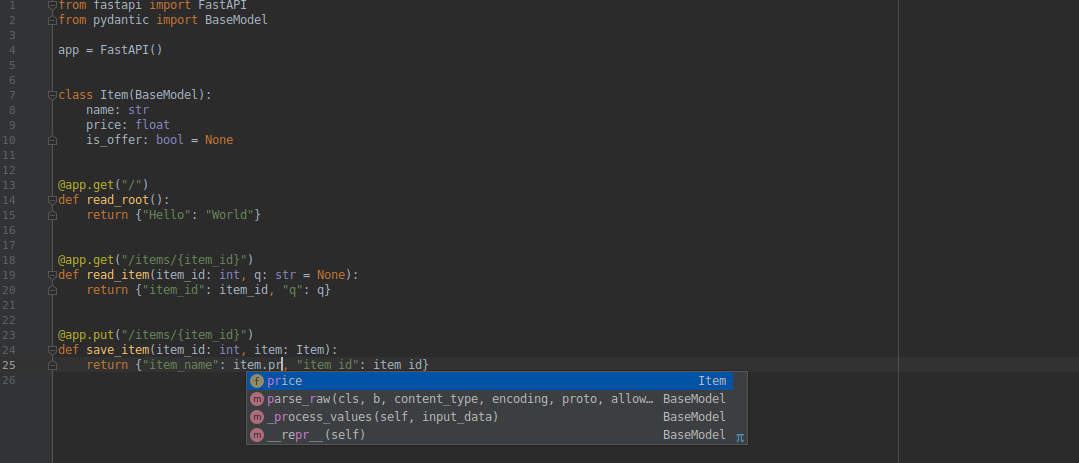 1 from fastapi import FastAPI
2 from pydantic import BaseModel
3
4 app = FastAPI()
5
6
7 class Item(BaseModel):
8     name: str
9     price: float
10     is_offer: bool = None
11
12
13 @app.get("/")
14 def read_root():
15     return {"Hello": "World"}
16
17
18 @app.get("/items/{item_id}")
19 def read_item(item_id: int, q: str = None):
20     return {"item_id": item_id, "q": q}
21
22
23 @app.put("/items/{item_id}")
24 def save_item(item_id: int, item: Item):
25     return {"item_name": item.pr, "item_id": item_id}
26
f price Item
m parse_raw(cls, b, content_type, encoding, proto, allow… BaseModel
m _process_values(self, input_data) BaseModel
m __repr__(self) BaseModel π